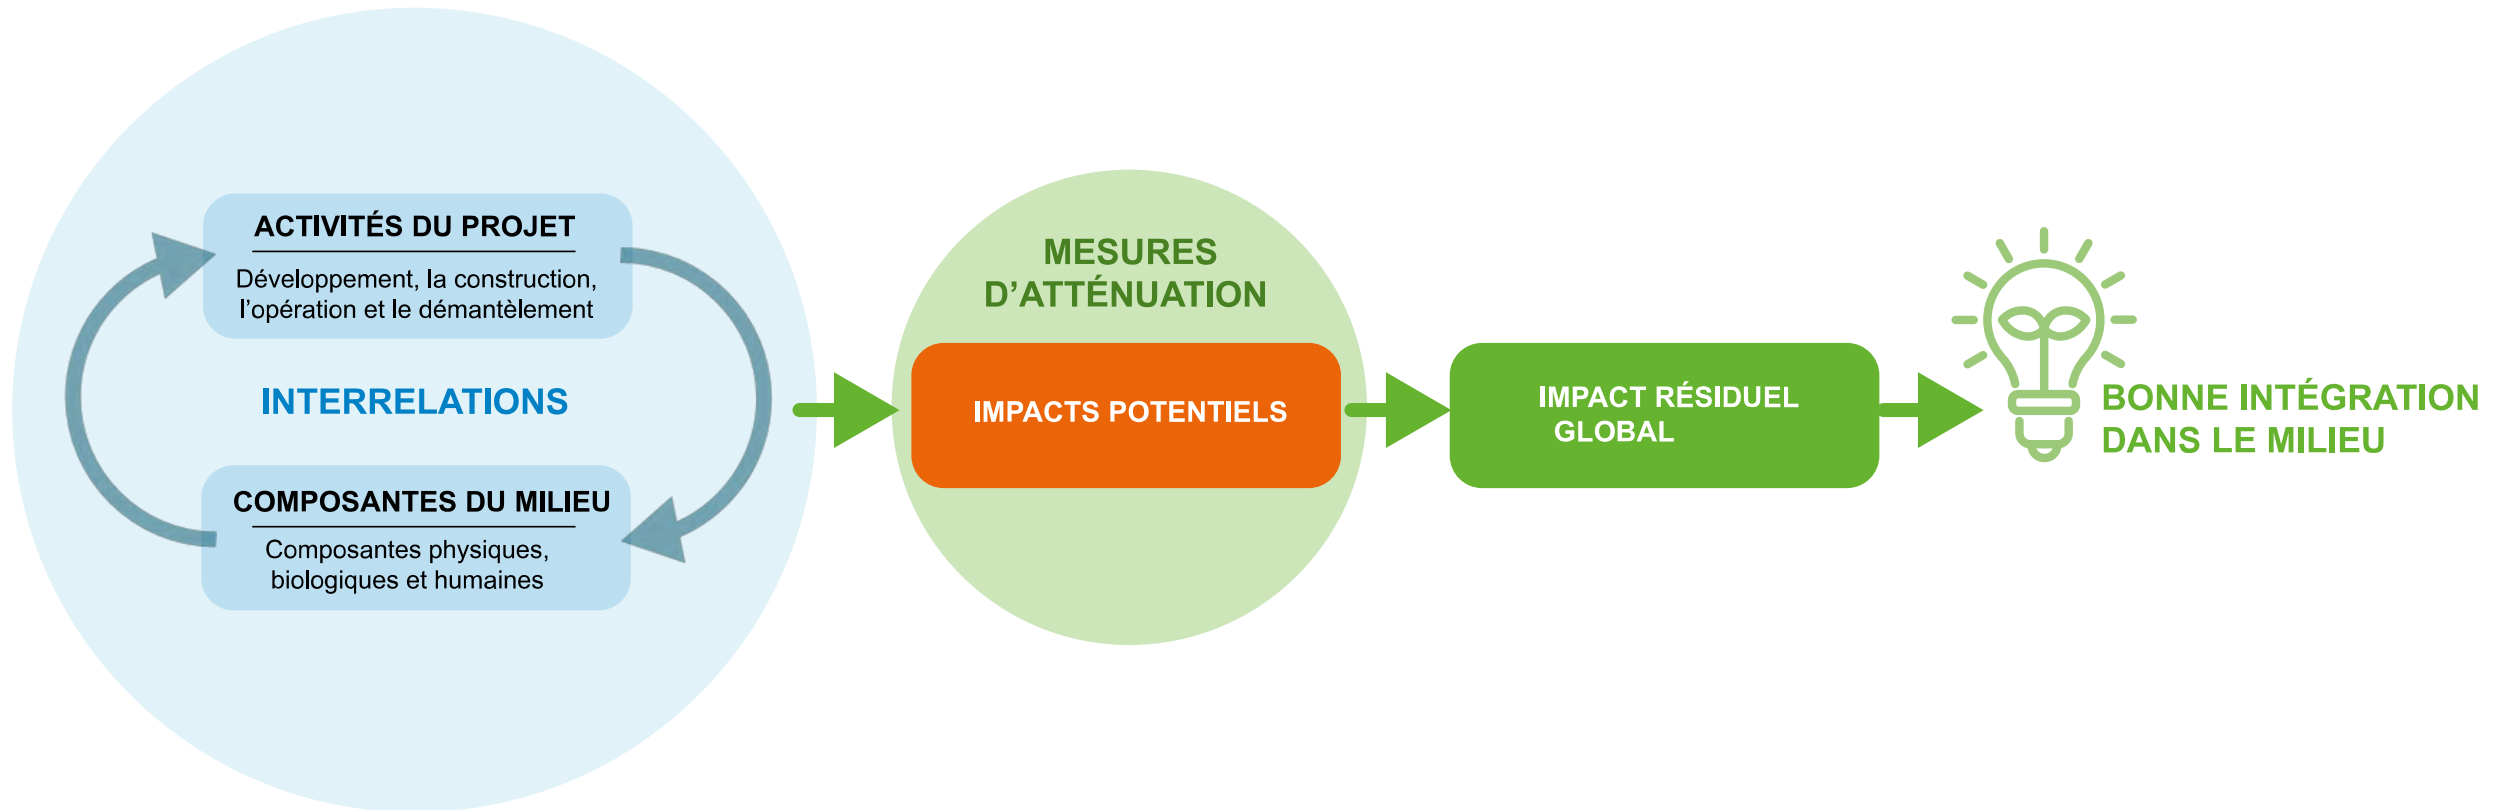 ACTIVITÉS DU PROJET
Développement, la construction,
l'opération et le démantèlement
INTERRELATIONS
COMPOSANTES DU MILIEU
Composantes physiques,
biologiques et humaines
MESURES
D'ATTÉNUATION
IMPACTS POTENTIELS
IMPACT RÉSIDUEL
GLOBAL
BONNE INTÉGRATION
DANS LE MILIEU